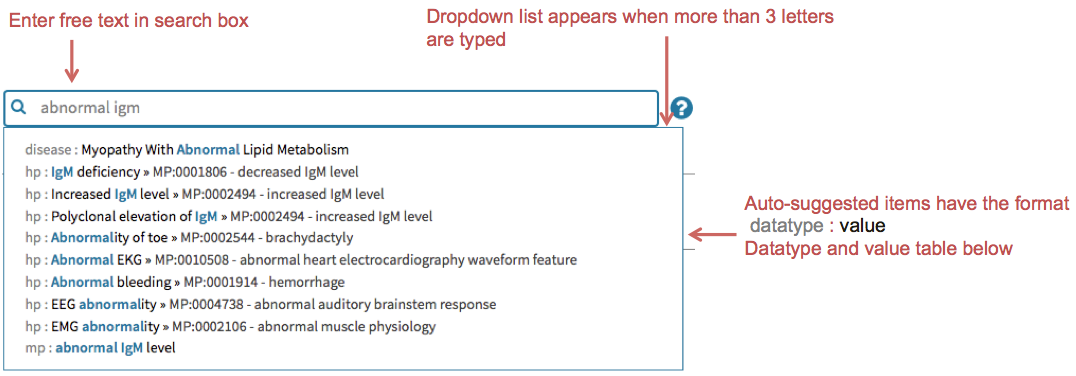 Enter free text in search box
Dropdown list appears when more than 3 letters
are typed
abnormal igm
?
disease : Myopathy With Abnormal Lipid Metabolism
hp : IgM deficiency » MP:0001806 - decreased IgM level
hp : Increased IgM level » MP:0002494 - increased IgM level
hp : Polyclonal elevation of IgM » MP:0002494 - increased IgM level
hp : Abnormality of toe » MP:0002544 - brachydactyly
hp : Abnormal EKG » MP:0010508 - abnormal heart electrocardiography waveform feature
hp : Abnormal bleeding » MP:0001914 - hemorrhage
hp : EEG abnormality » MP:0004738 - abnormal auditory brainstem response
hp : EMG abnormality » MP:0002106 - abnormal muscle physiology
mp : abnormal IgM level
Auto-suggested items have the format
datatype : value
Datatype and value table below